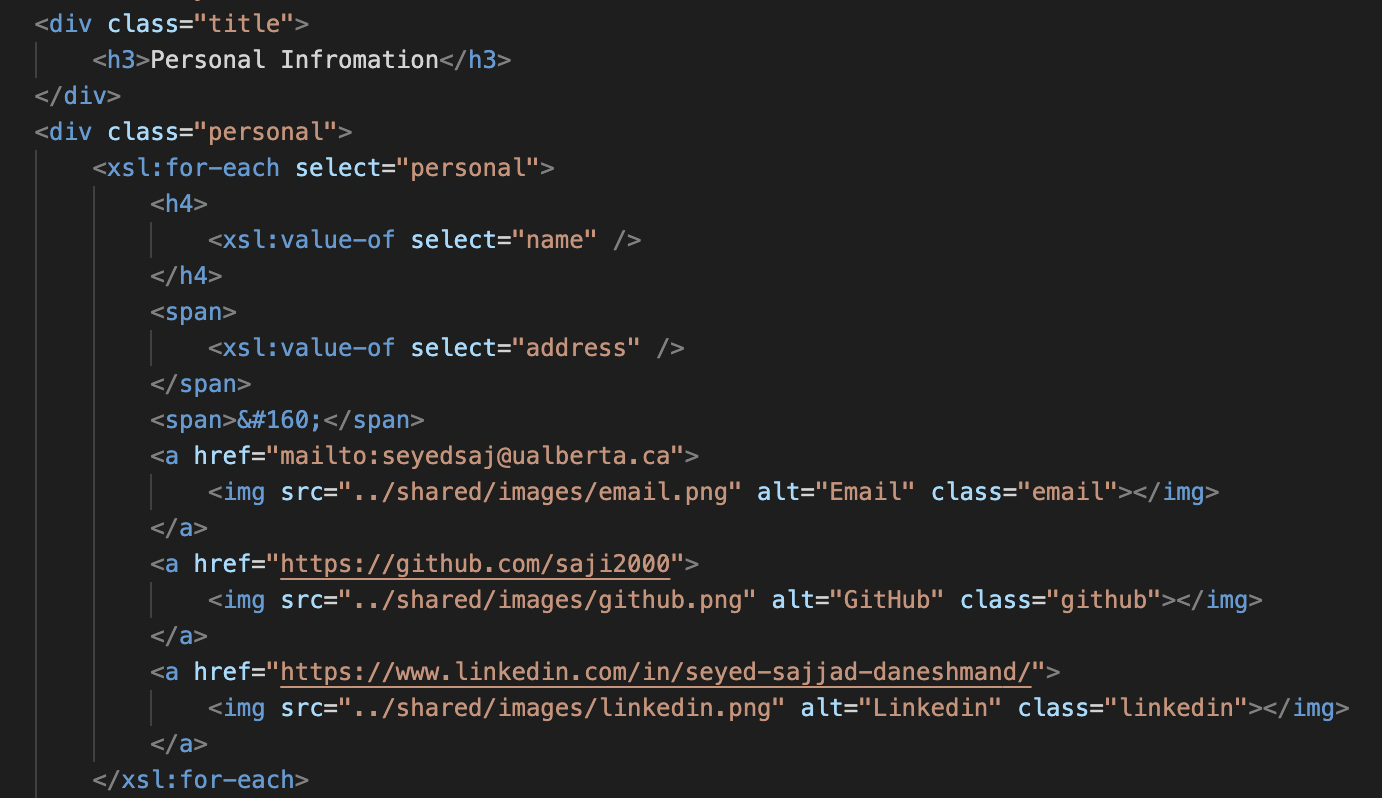 <div class="title">
<h3>Personal Infromation</h3>
</div>
<div class="personal">
<xsl:for-each select="personal">
<h4>
<xsl:value-of select="name" />
</h4>
<span>
<xsl:value-of select="address" />
</span>
<span>&#160;</span>
<a href="mailto:seyedsaj@ualberta.ca">
<img src="../shared/images/email.png" alt="Email" class="email"></img>
</a>
<a href="https://github.com/saji2000">
<img src="../shared/images/github.png" alt="GitHub" class="github"></img>
</a>
<a href="https://www.linkedin.com/in/seyed-sajjad-daneshmand/">
<img src="../shared/images/linkedin.png" alt="Linkedin" class="linkedin"></img>
</a>
</xsl:for-each>